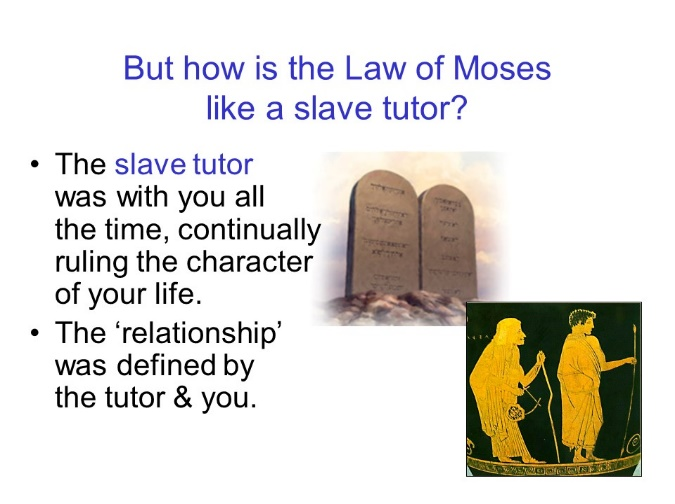 But how is the Law of Moses
like a slave tutor?
• The slave tutor
was with you all
the time, continually
ruling the character
of your life.
• The ‘relationship’
was defined by
the tutor & you.